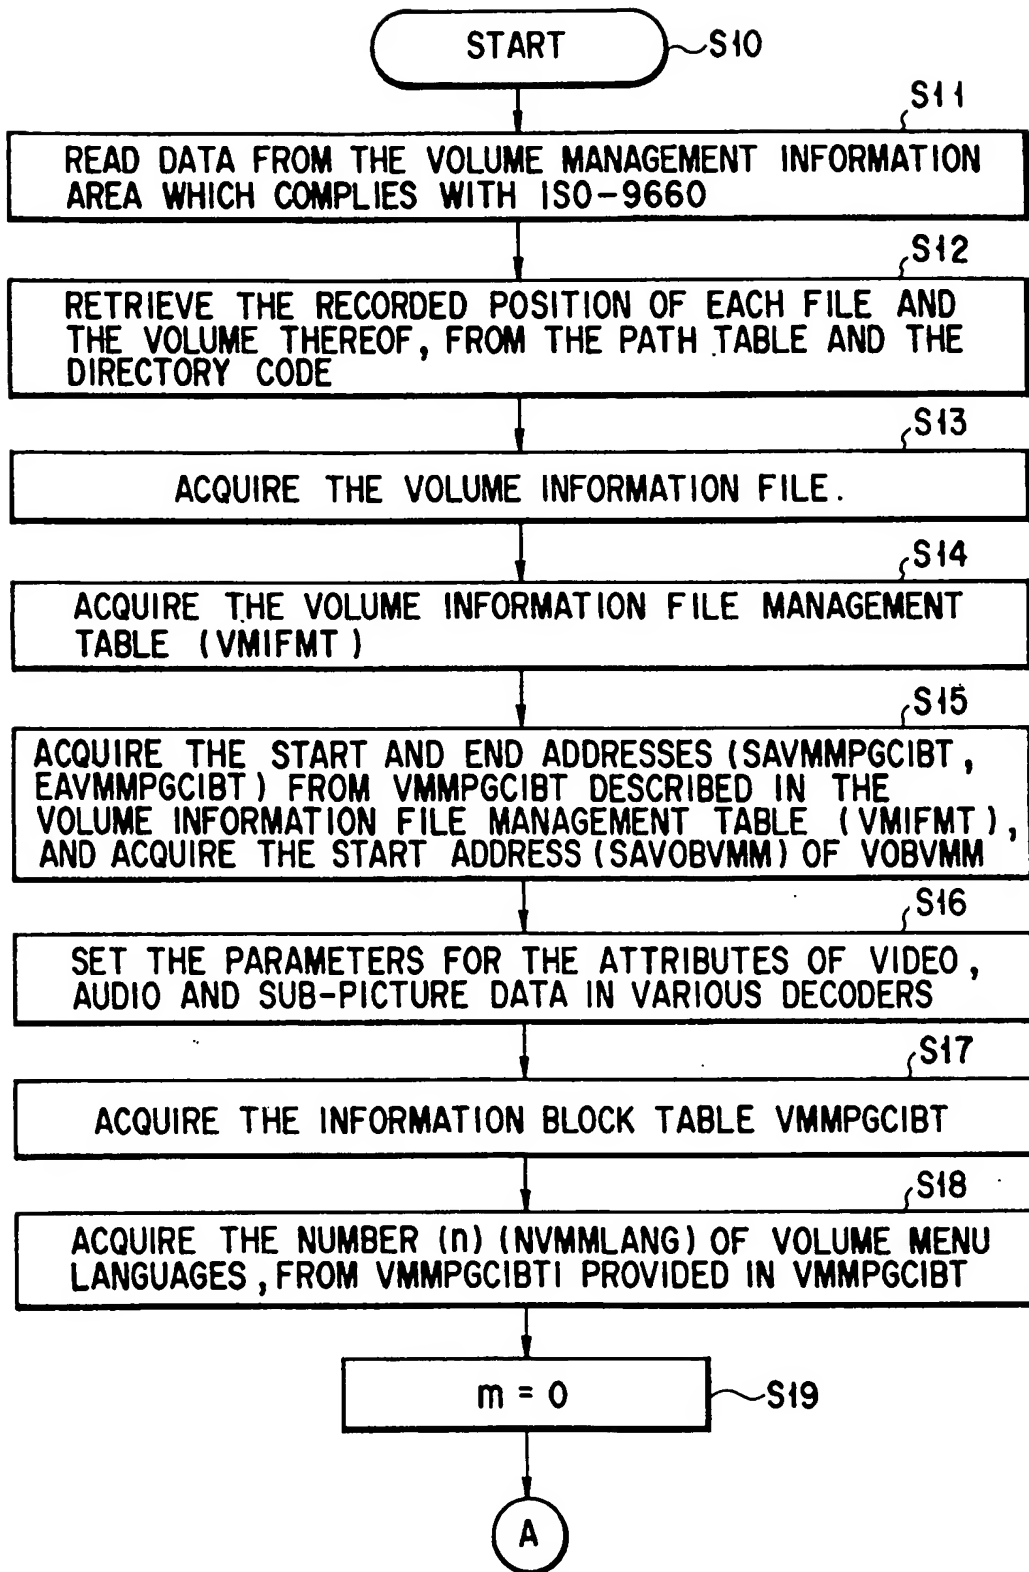 START
S10
S11
READ DATA FROM THE VOLUME MANAGEMENT INFORMATION
AREA WHICH COMPLIES WITH ISO-9660
S12
RETRIEVE THE RECORDED POSITION OF EACH FILE AND
THE VOLUME THEREOF, FROM THE PATH TABLE AND THE
DIRECTORY CODE
S13
ACQUIRE THE VOLUME INFORMATION FILE.
S14
ACQUIRE THE VOLUME INFORMATION FILE MANAGEMENT
TABLE (VMIFMT)
S15
ACQUIRE THE START AND END ADDRESSES (SAVMMPGCIBT,
EAVMMPGCIBT) FROM VMMPGCIBT DESCRIBED IN THE
VOLUME INFORMATION FILE MANAGEMENT TABLE (VMIFMT),
AND ACQUIRE THE START ADDRESS (SAVOBVMM) OF VOBVMM
S16
SET THE PARAMETERS FOR THE ATTRIBUTES OF VIDEO,
AUDIO AND SUB-PICTURE DATA IN VARIOUS DECODERS
S17
ACQUIRE THE INFORMATION BLOCK TABLE VMMPGCIBT
S18
ACQUIRE THE NUMBER (n) (NVMMLANG) OF VOLUME MENU
LANGUAGES, FROM VMMPGCIBTI PROVIDED IN VMMPGCIBT
m = 0
S19
A